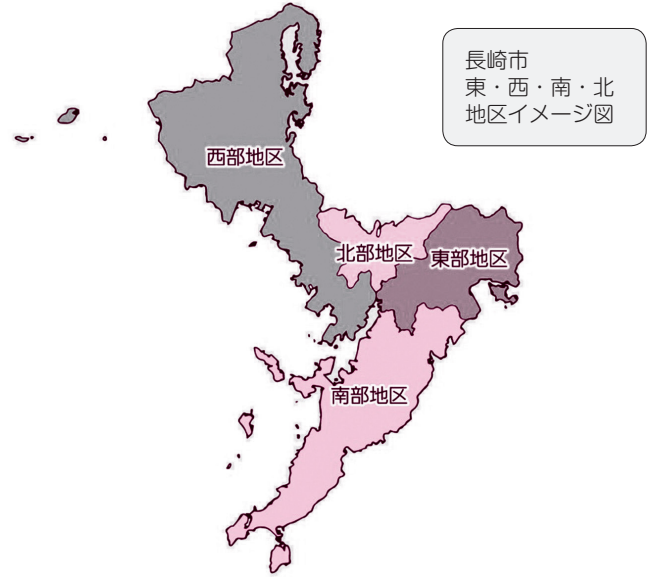 長崎市
東・西・南・北
地区イメージ図
西部地区
北部地区
東部地区
南部地区